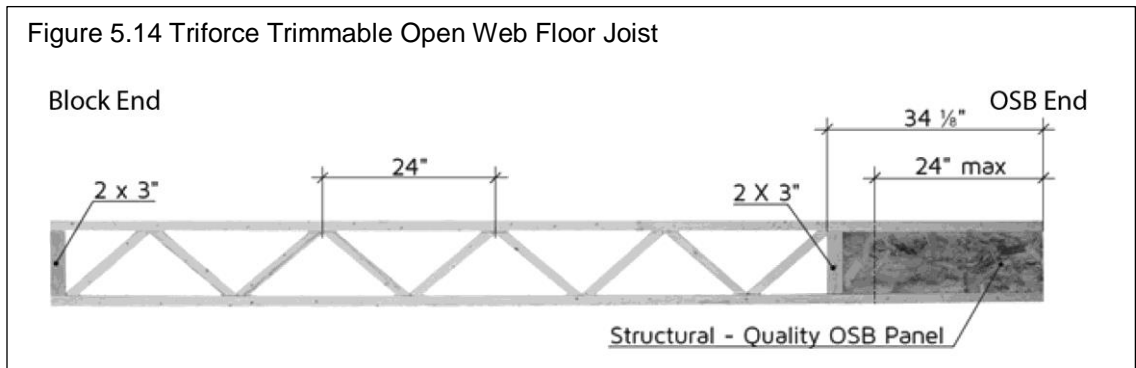 Figure 5.14 Triforce Trimmable Open Web Floor Joist
Block End
OSB End
34 ⅛"
24"
24" max
2 x 3"
2 X 3"
Structural - Quality OSB Panel